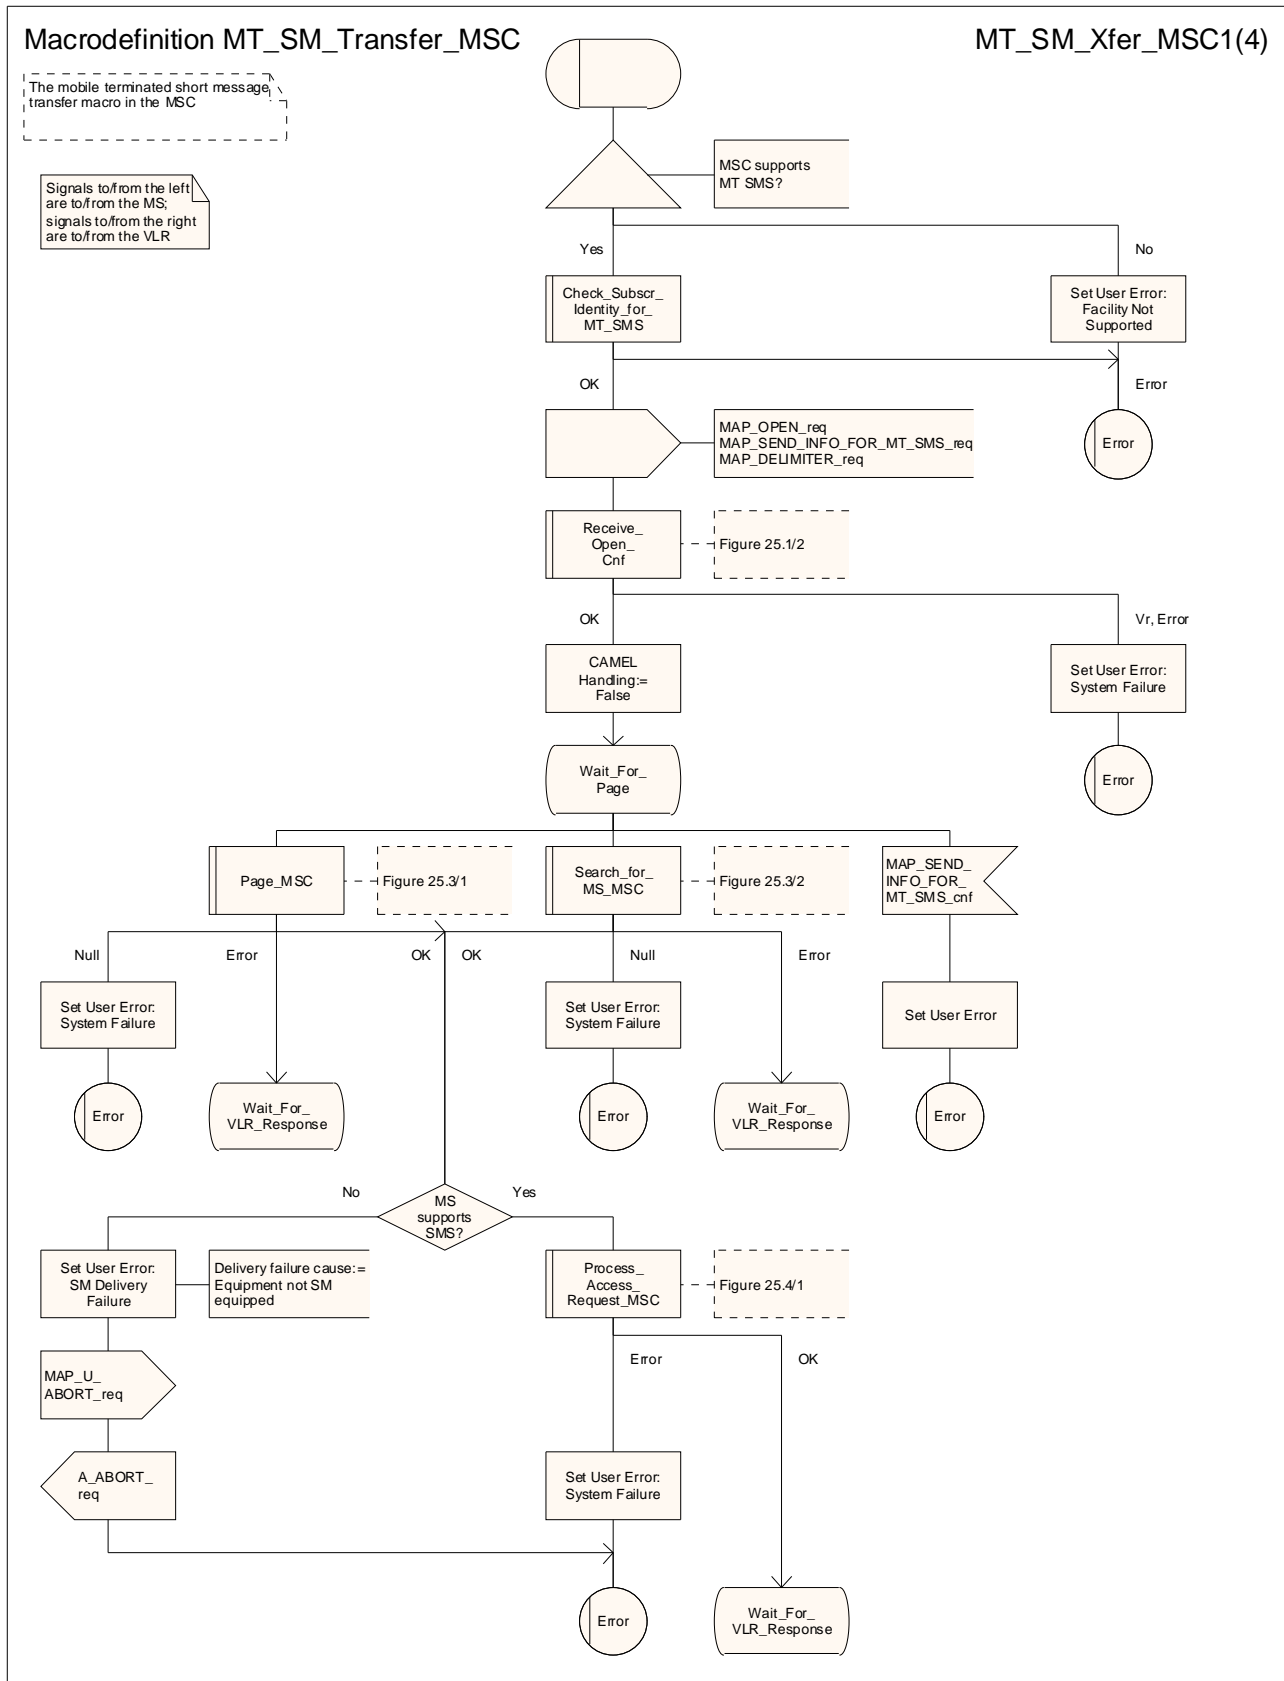 Macrodefinition MT_SM_Transfer_MSC
MT_SM_Xfer_MSC1(4)
The mobile terminated short message
transfer macro in the MSC
Signals to/from the left
are to/from the MS;
signals to/from the right
are to/from the VLR
MSC supports
MT SMS?
Yes
No
Check_Subscr_
Identity_for_
MT_SMS
Set User Error:
Facility Not
Supported
OK
Error
MAP_OPEN_req
MAP_SEND_INFO_FOR_MT_SMS_req
MAP_DELIMITER_req
Error
Receive_
Open_
Cnf
Figure 25.1/2
OK
Vr, Error
CAMEL
Handling:=
False
Set User Error:
System Failure
Wait_For_
Page
Error
Page_MSC
Figure 25.3/1
Search_for_
MS_MSC
Figure 25.3/2
MAP_SEND_
INFO_FOR_
MT_SMS_cnf
Null
Error
OK
OK
Null
Error
Set User Error:
System Failure
Set User Error:
System Failure
Set User Error
Error
Wait_For_
VLR_Response
Error
Wait_For_
VLR_Response
Error
No
MS
supports
SMS?
Yes
Set User Error:
SM Delivery
Failure
Delivery failure cause:=
Equipment not SM
equipped
Process_
Access_
Request_MSC
Figure 25.4/1
Error
OK
MAP_U_
ABORT_req
A_ABORT_
req
Set User Error:
System Failure
Error
Wait_For_
VLR_Response